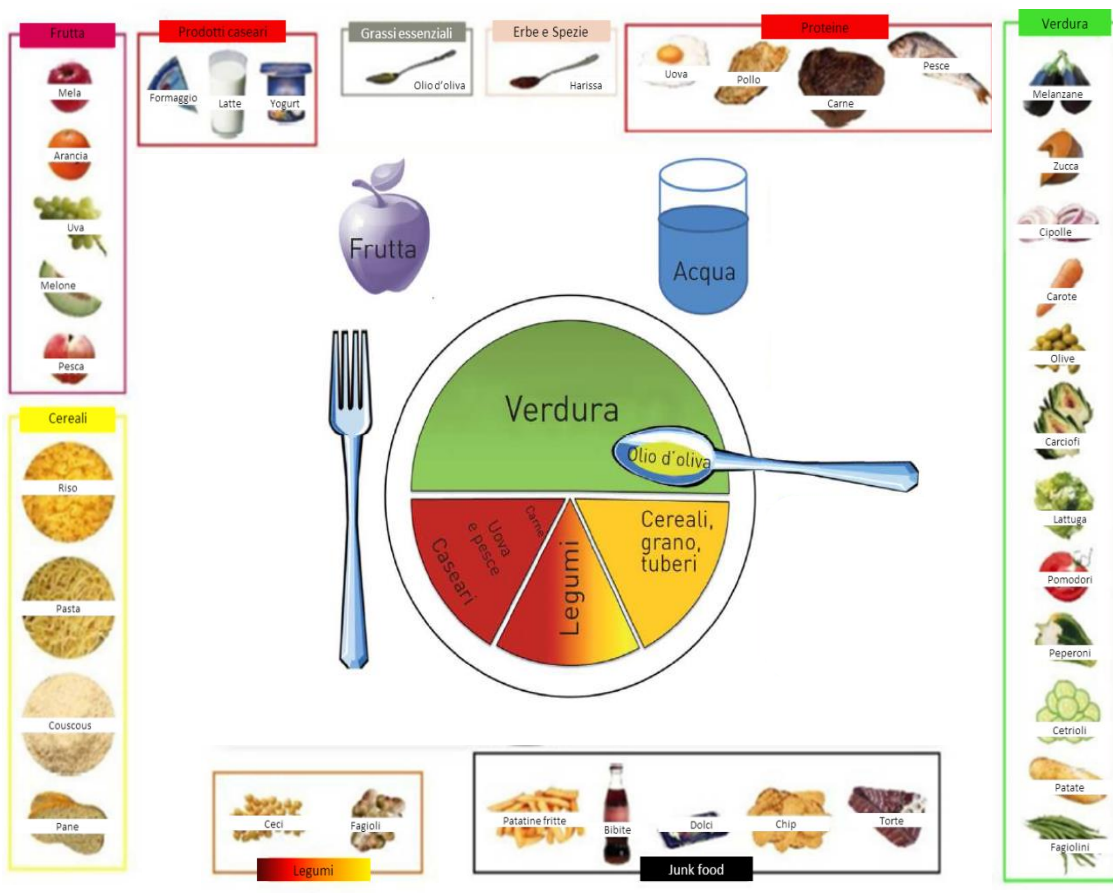 Frutta
Mela
Arancia
Uva
Melone
Pesca
Prodotti caseari
Formaggio
Latte
Yogurt
Grassi essenziali
Olio d'oliva
Erbe e Spezie
Harissa
Proteine
Uova
Pollo
Carne
Pesce
Verdura
Melanzane
Zucca
Cipolle
Carote
Olive
Carciofi
Lattuga
Pomodori
Peperoni
Cetrioli
Patate
Fagiolini
Frutta
Acqua
Verdura
Olio d'oliva
Caseari
Uova
e pesce
Carne
Legumi
Cereali,
grano,
tuberi
Cereali
Riso
Pasta
Couscous
Pane
Ceci
Fagioli
Legumi
Patatine fritte
Bibite
Dolci
Chip
Torte
Junk food